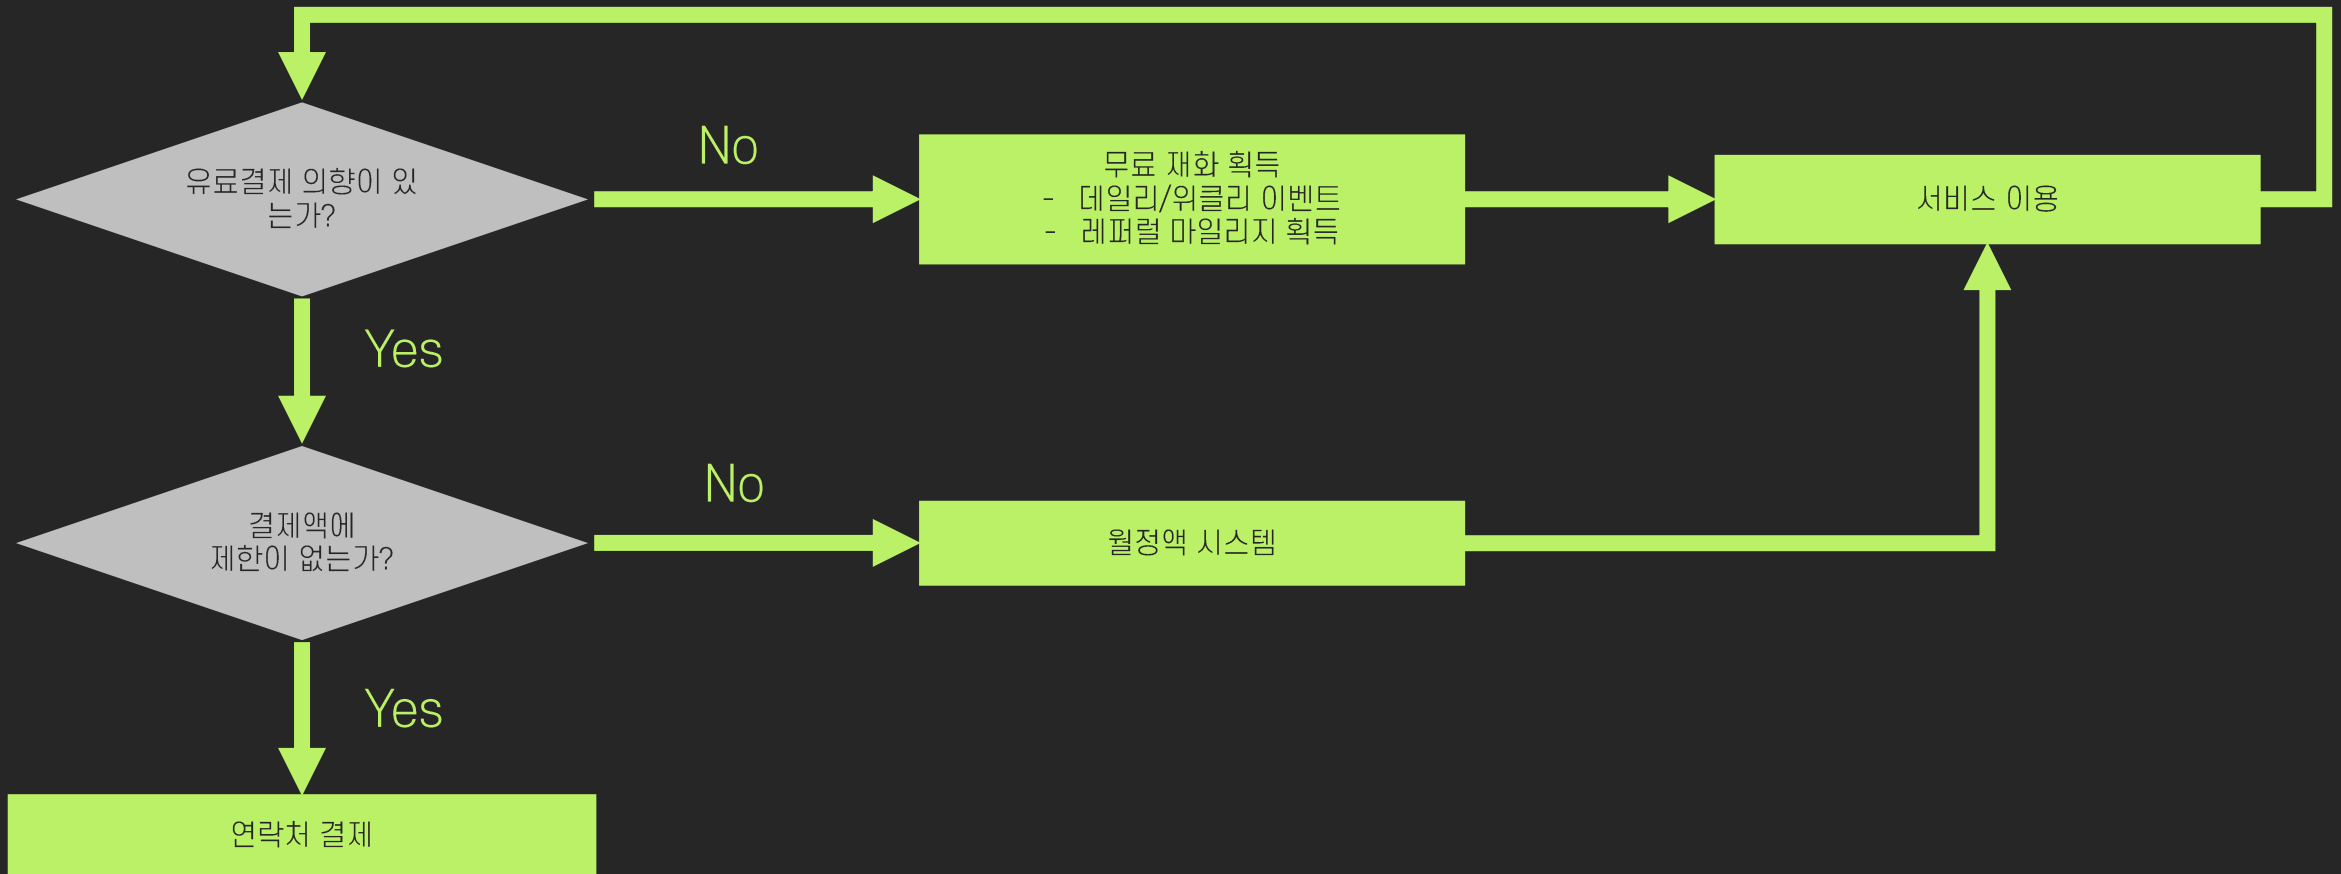 No
유료결제 의향이 있
는가?
무료 재화 획득
- 데일리/위클리 이벤트
- 레퍼럴 마일리지 획득
서비스 이용
Yes
No
결제액에
제한이 없는가?
월정액 시스템
Yes
연락처 결제